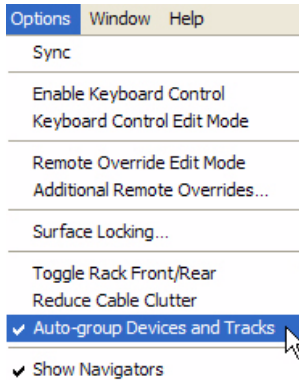 Options Window Help
Sync
Enable Keyboard Control
Keyboard Control Edit Mode
Remote Override Edit Mode
Additional Remote Overrides...
Surface Locking...
Toggle Rack Front/Rear
Reduce Cable Clutter
Auto-group Devices and Tracks
Show Navigators